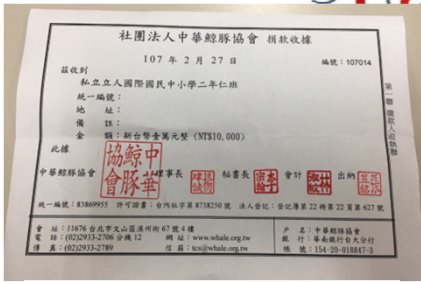 社團法人中華鯨豚協會 捐款收據
107 年 2 月 27 日
編號:107014
茲收到
私立立人國際國民中小學二年仁班
統一編號:
地 址:
備 註:
金 額:新台幣壹萬元整 (NT$10,000)
此據
中華鯨豚協會
中華鯨豚協會 理事長 秘書長 會計 出納
統一編號:83869955 許可證書:台內社字第8738250號 法人登記:登記簿第22冊第22頁第627號
會 址:11676 台北市文山區溪州街67號4樓
電 話:(02)2933-2706分機12 網 址:www.whale.org.tw
傳 真:(02)2933-2789 信 箱:tcs@whale.org.tw
戶 名:中華鯨豚協會
銀 行:華南銀行台大分行
帳 號:154-20-018847-3
第一聯 繳款人收執聯